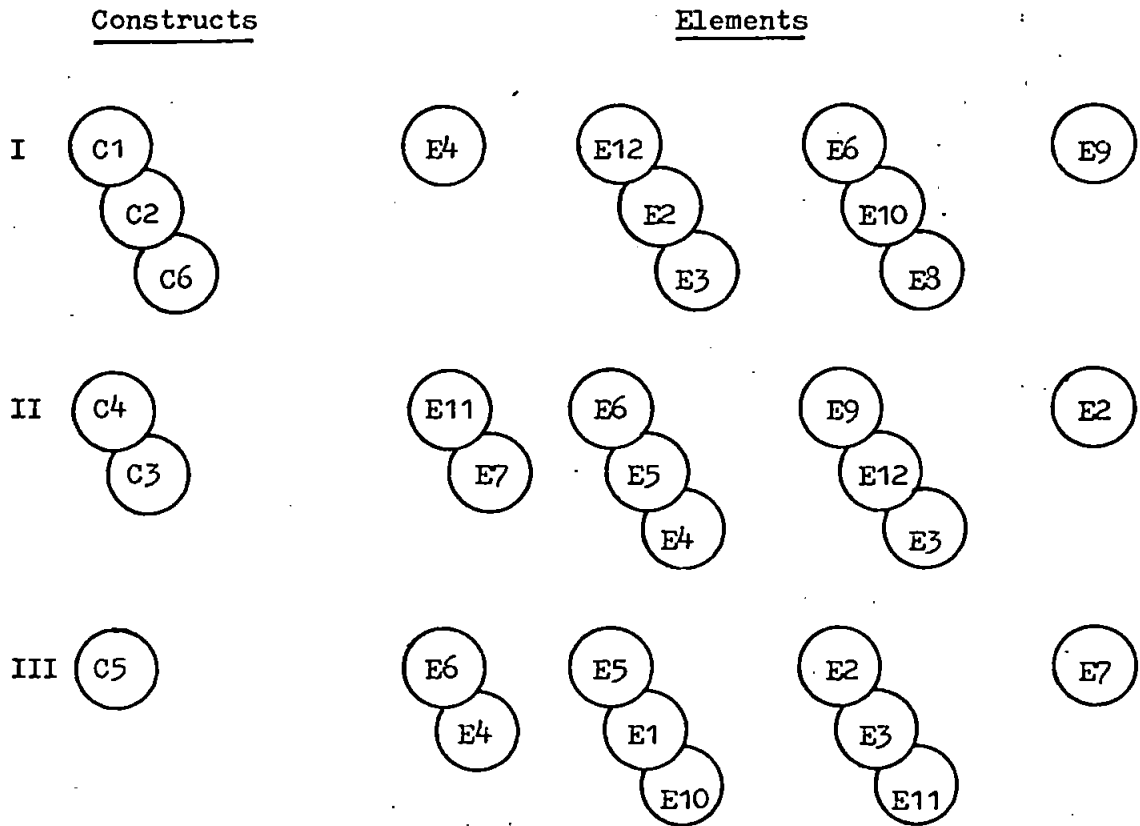 Constructs Elements
I C1 E4 E12 E6 E9
C2 E2 E10
C6 E3 E8
II C4 E11 E6 E9 E2
C3 E7 E5 E12
E4 E3
III C5 E6 E5 E2 E7
E4 E1 E3
E10 E11